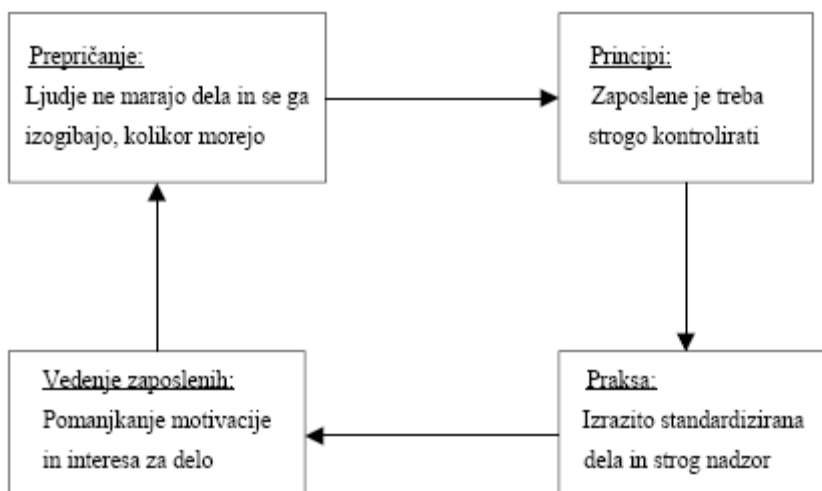 Prepričanje:
Ljudje ne marajo dela in se ga
izogibajo, kolikor morejo
Principi:
Zaposlene je treba
strogo kontrolirati
Vedenje zaposlenih:
Pomanjkanje motivacije
in interesa za delo
Praksa:
Izrazito standardizirana
dela in strog nadzor